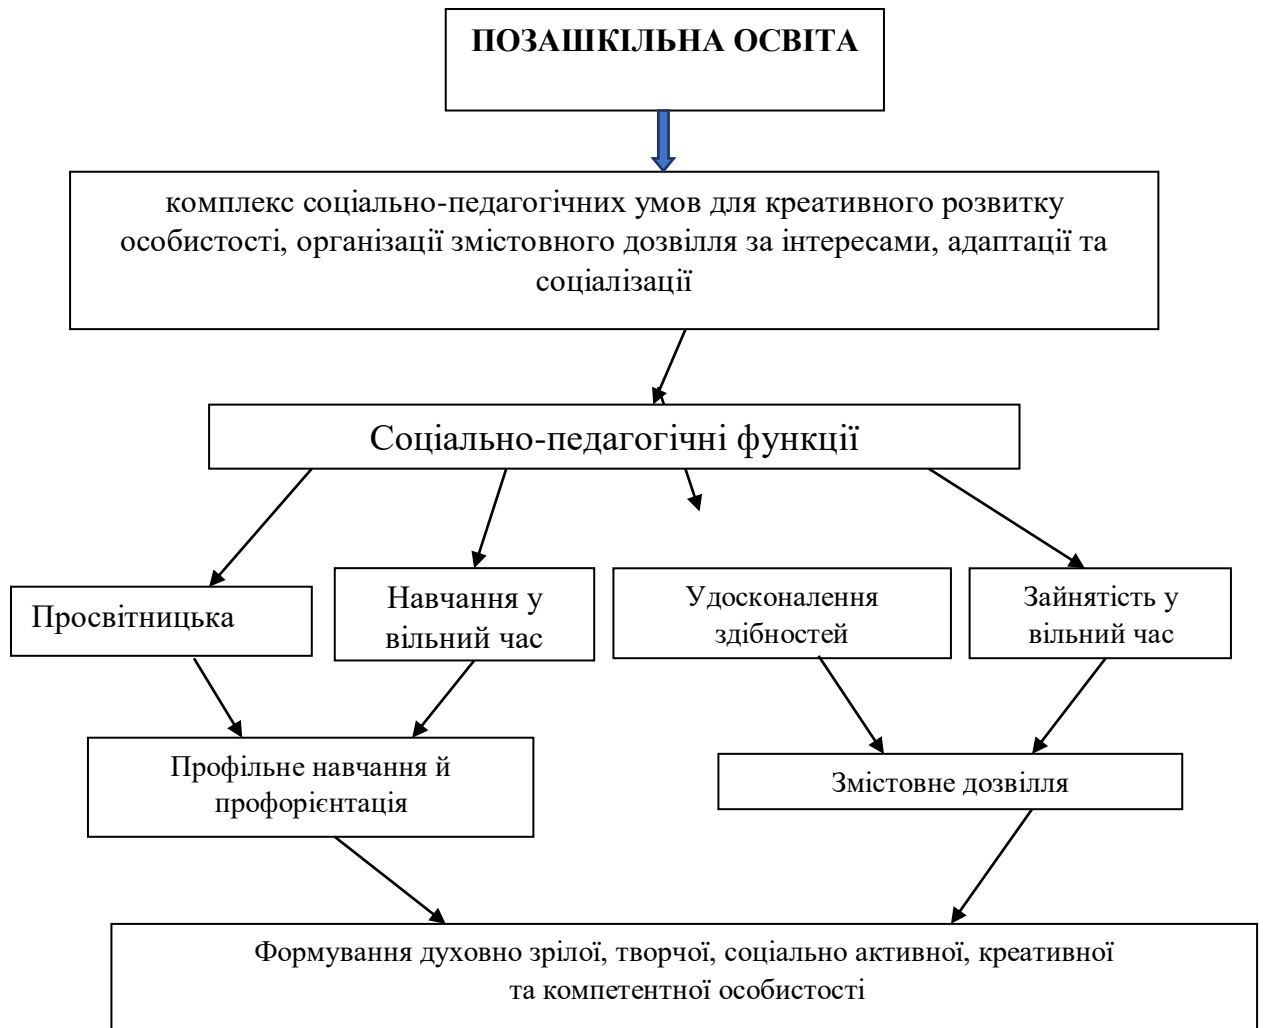 ПОЗАШКІЛЬНА ОСВІТА
комплекс соціально-педагогічних умов для креативного розвитку
особистості, організації змістовного дозвілля за інтересами, адаптації та
соціалізації
Соціально-педагогічні функції
Просвітницька
Навчання у
вільний час
Удосконалення
здібностей
Зайнятість у
вільний час
Профільне навчання й
профорієнтація
Змістовне дозвілля
Формування духовно зрілої, творчої, соціально активної, креативної
та компетентної особистості